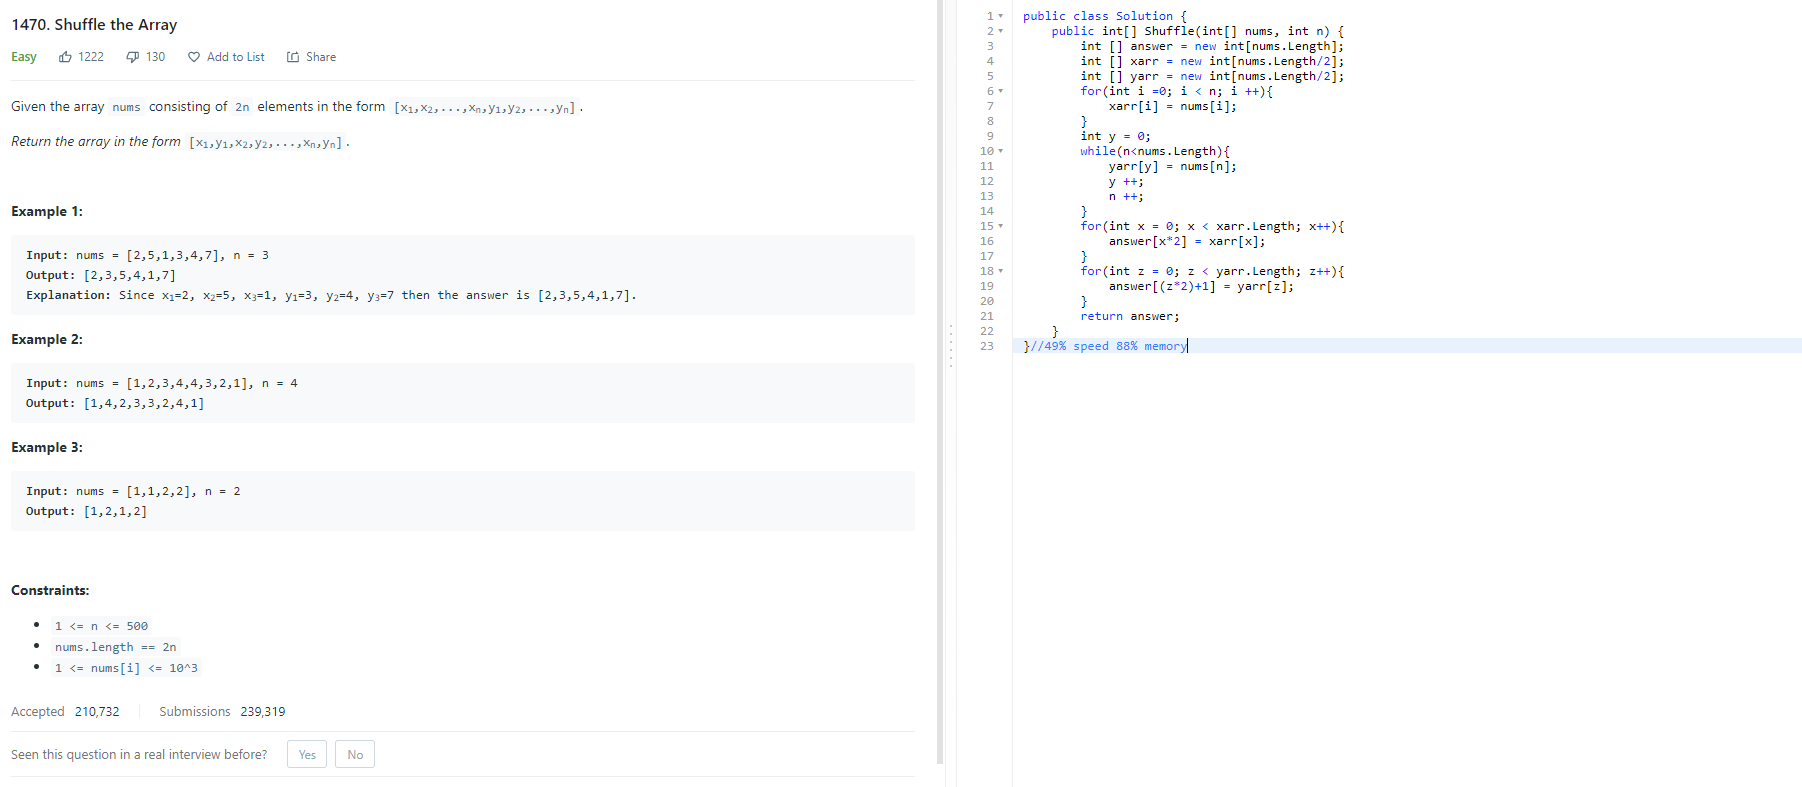 1470. Shuffle the Array
Easy 1222 130 Add to List Share
Given the array nums consisting of 2n elements in the form [x₁,x₂,...,xₙ,y₁,y₂,...,yₙ].
Return the array in the form [x₁,y₁,x₂,y₂,...,xₙ,yₙ].
Example 1:
Input: nums = [2,5,1,3,4,7], n = 3
Output: [2,3,5,4,1,7]
Explanation: Since x₁=2, x₂=5, x₃=1, y₁=3, y₂=4, y₃=7 then the answer is [2,3,5,4,1,7].
Example 2:
Input: nums = [1,2,3,4,4,3,2,1], n = 4
Output: [1,4,2,3,3,2,4,1]
Example 3:
Input: nums = [1,1,2,2], n = 2
Output: [1,2,1,2]
Constraints:
• 1 <= n <= 500
• nums.length == 2n
• 1 <= nums[i] <= 10^3
Accepted 210,732 Submissions 239,319
Seen this question in a real interview before? Yes No
1 public class Solution {
2 public int[] Shuffle(int[] nums, int n) {
3 int [] answer = new int[nums.Length];
4 int [] xarr = new int[nums.Length/2];
5 int [] yarr = new int[nums.Length/2];
6 for(int i =0; i < n; i ++){
7 xarr[i] = nums[i];
8 }
9 int y = 0;
10 while(n<nums.Length){
11 yarr[y] = nums[n];
12 y ++;
13 n ++;
14 }
15 for(int x = 0; x < xarr.Length; x++){
16 answer[x*2] = xarr[x];
17 }
18 for(int z = 0; z < yarr.Length; z++){
19 answer[(z*2)+1] = yarr[z];
20 }
21 return answer;
22 }
23 }//49% speed 88% memory